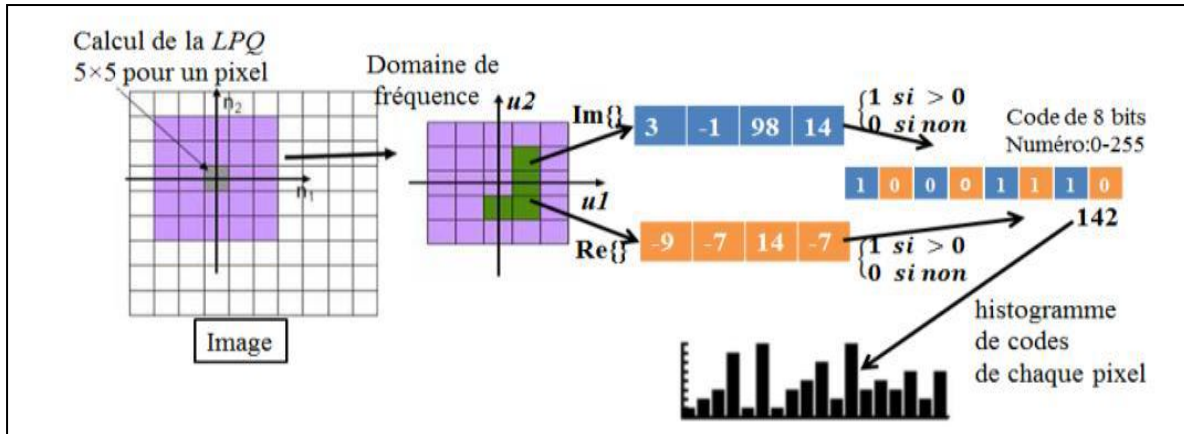 Calcul de la LPQ
5×5 pour un pixel
n2
n1
Image
Domaine de
fréquence
u2
u1
Im{}
3 -1 98 14
{1 si > 0
0 si non
Code de 8 bits
Numéro:0-255
1 0 0 0 1 1 1 0
142
Re{}
-9 -7 14 -7
{1 si > 0
0 si non
histogramme
de codes
de chaque pixel